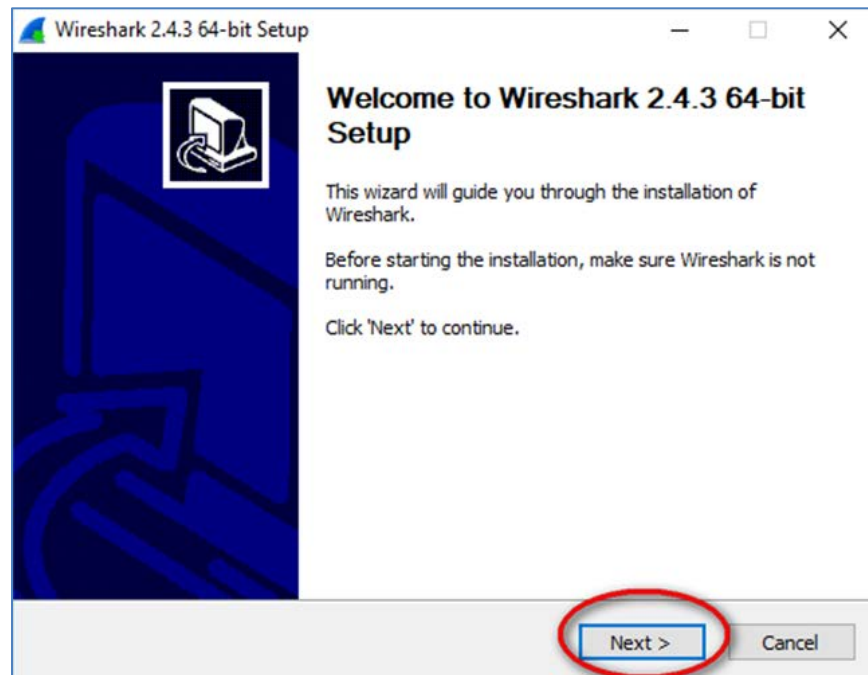 Wireshark 2.4.3 64-bit Setup
Welcome to Wireshark 2.4.3 64-bit
Setup
This wizard will guide you through the installation of
Wireshark.
Before starting the installation, make sure Wireshark is not
running.
Click 'Next' to continue.
Next >
Cancel